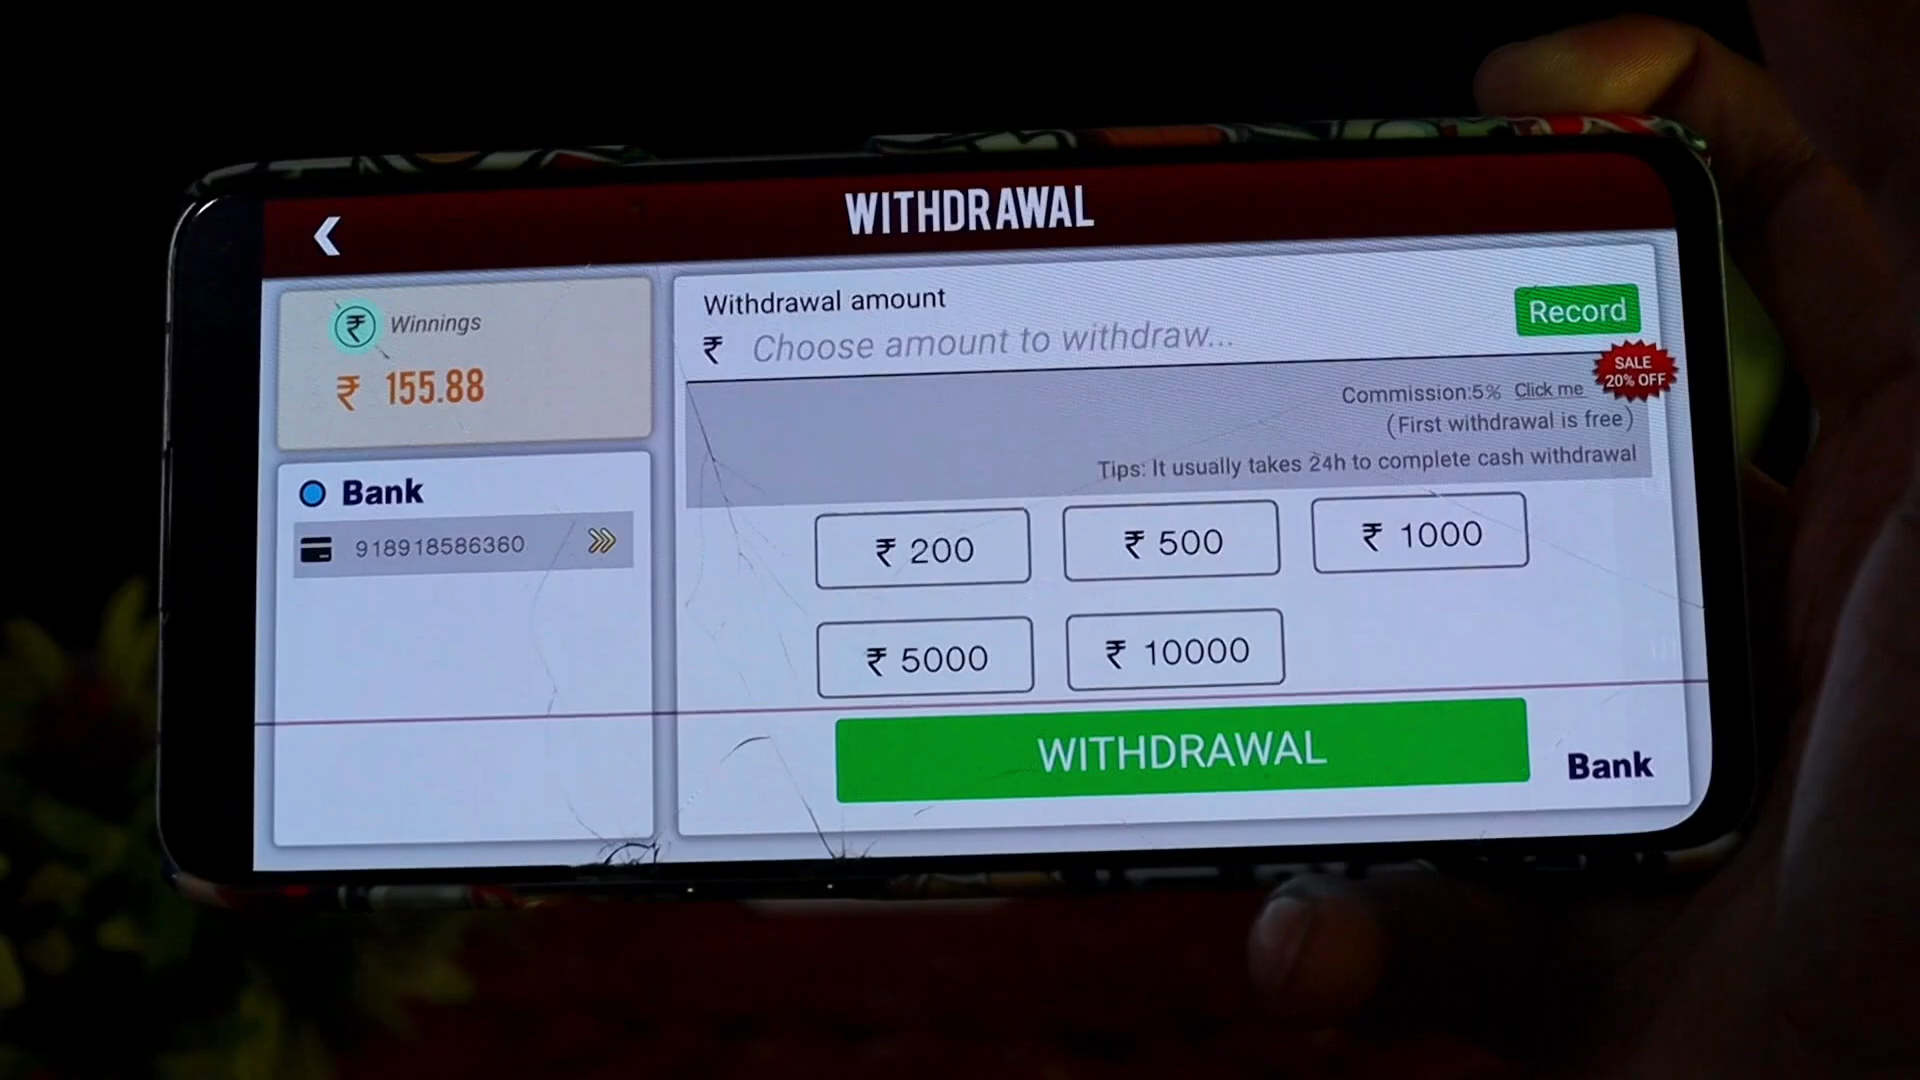 WITHDRAWAL
Winnings
₹ 155.88
Bank
918918586360
Withdrawal amount
₹ Choose amount to withdraw...
Record
SALE
20% OFF
Commission:5% Click me
(First withdrawal is free)
Tips: It usually takes 24h to complete cash withdrawal
₹ 200
₹ 500
₹ 1000
₹ 5000
₹ 10000
WITHDRAWAL
Bank